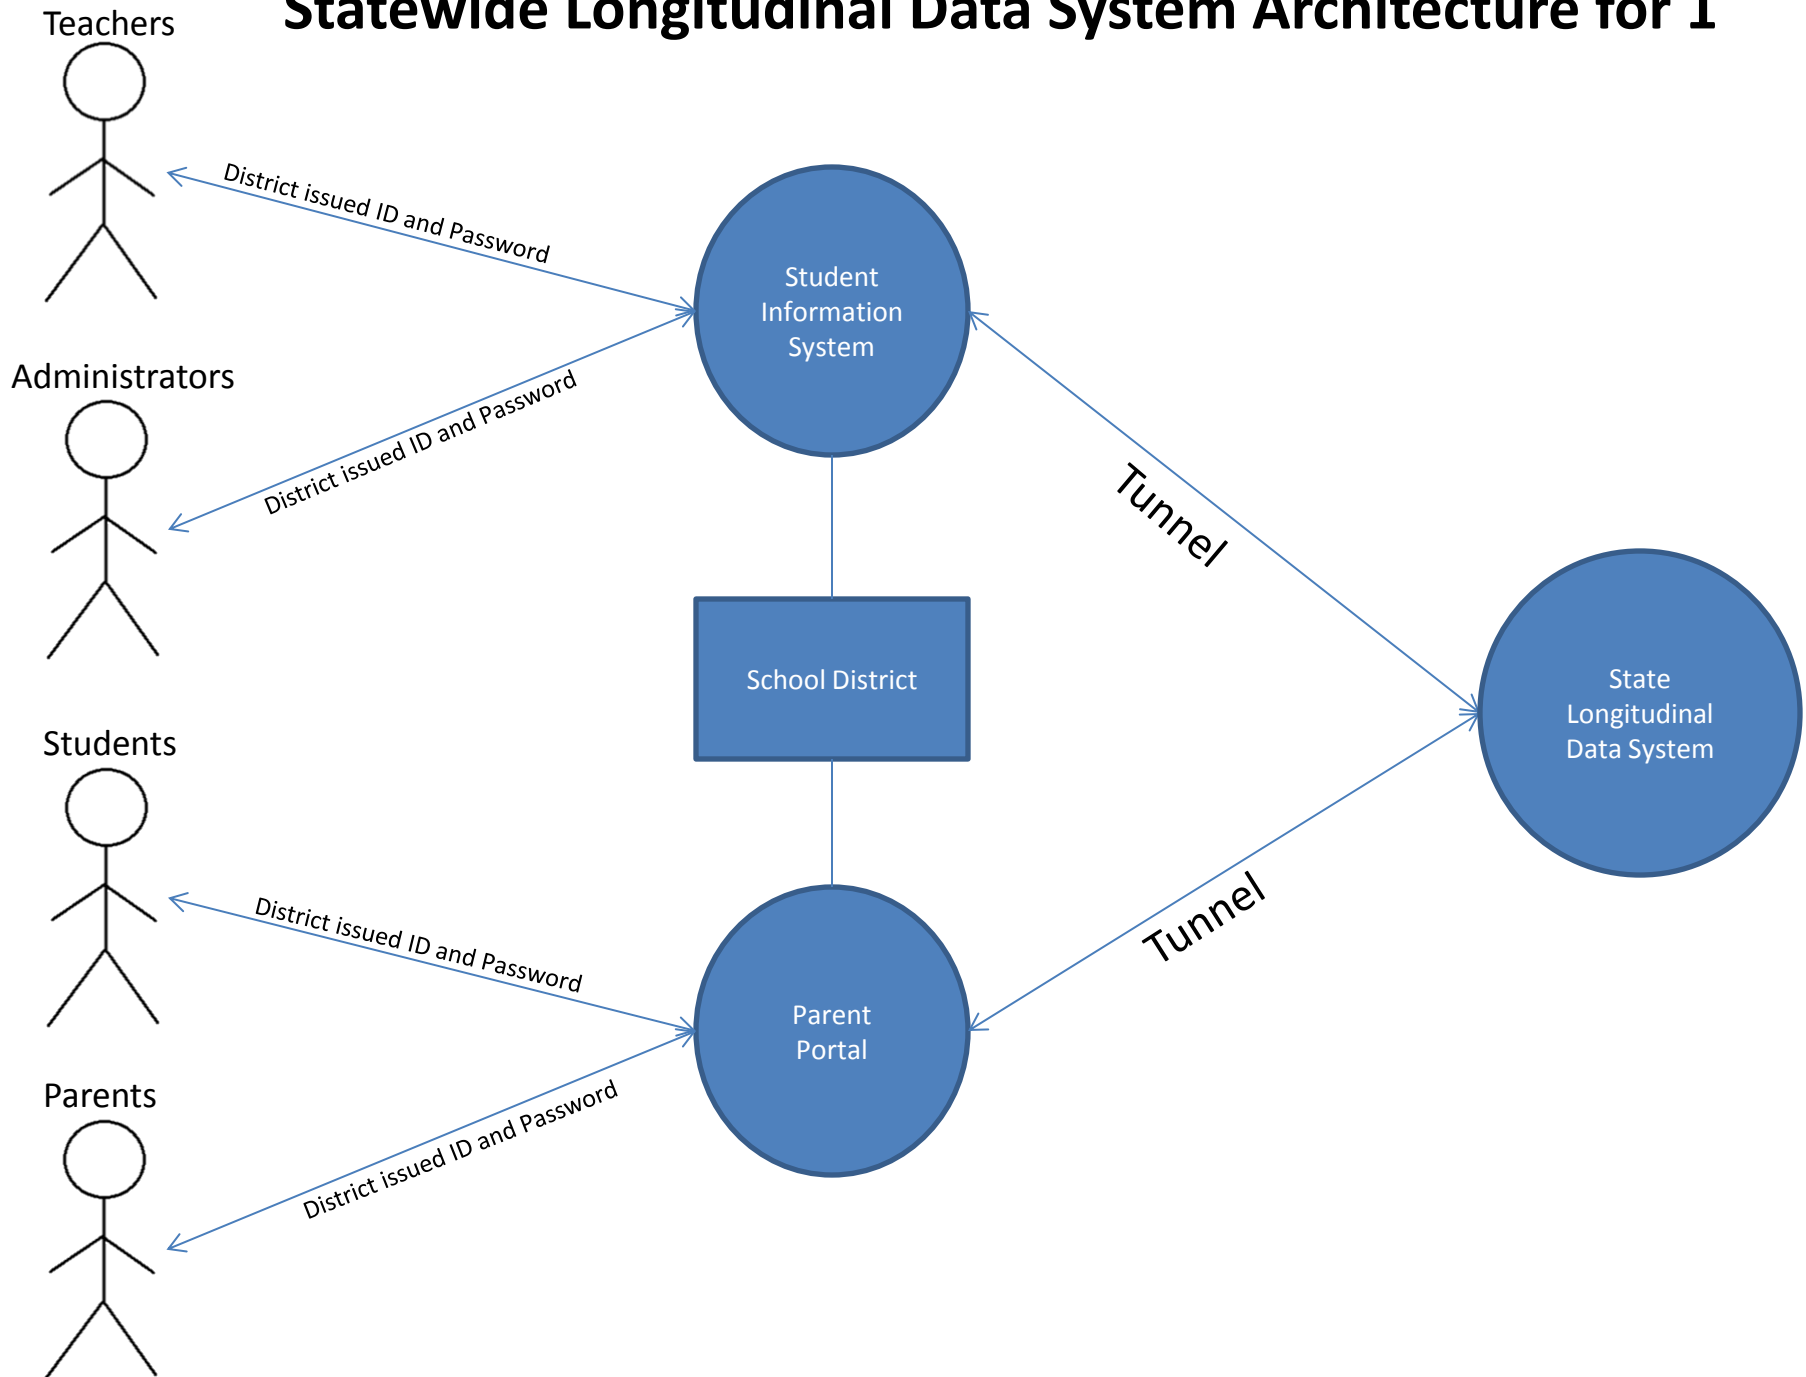 Statewide Longitudinal Data System Architecture for 1
Teachers
District issued ID and Password
Student
Information
System
Administrators
District issued ID and Password
Tunnel
School District
State
Longitudinal
Data System
Students
District issued ID and Password
Tunnel
Parent
Portal
Parents
District issued ID and Password